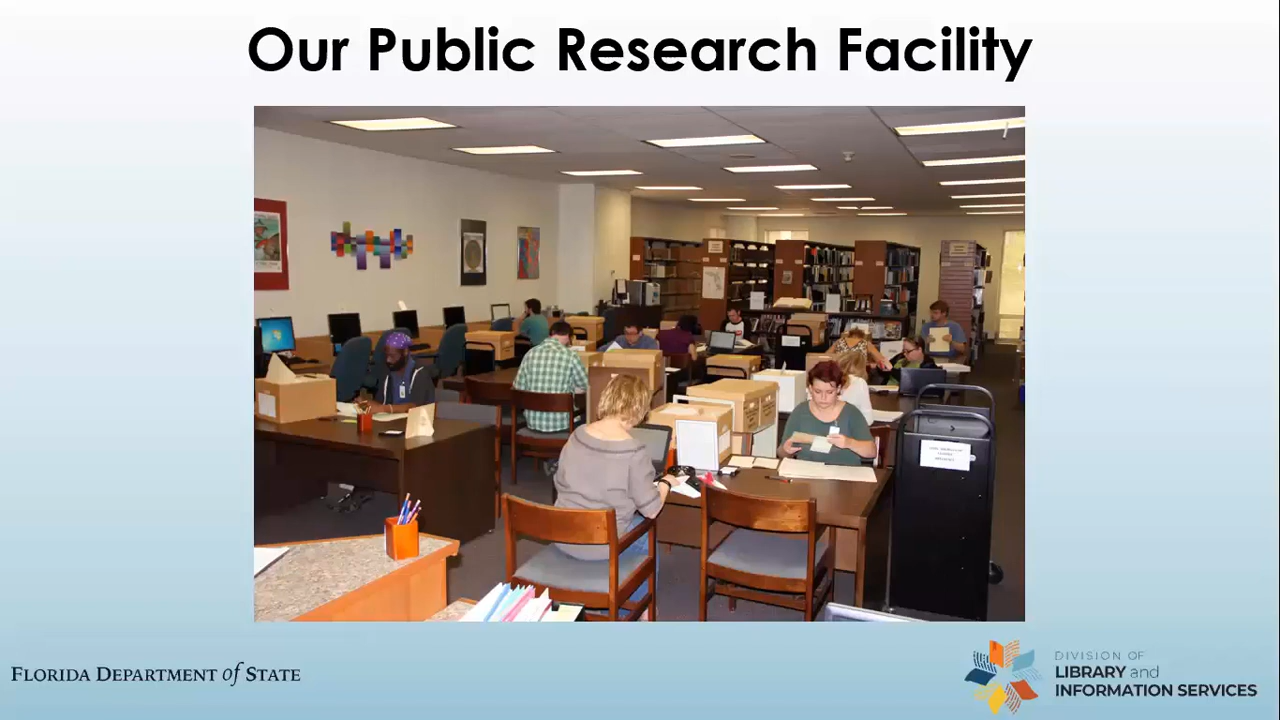 Our Public Research Facility
FLORIDA DEPARTMENT of STATE
DIVISION OF
LIBRARY and
INFORMATION SERVICES